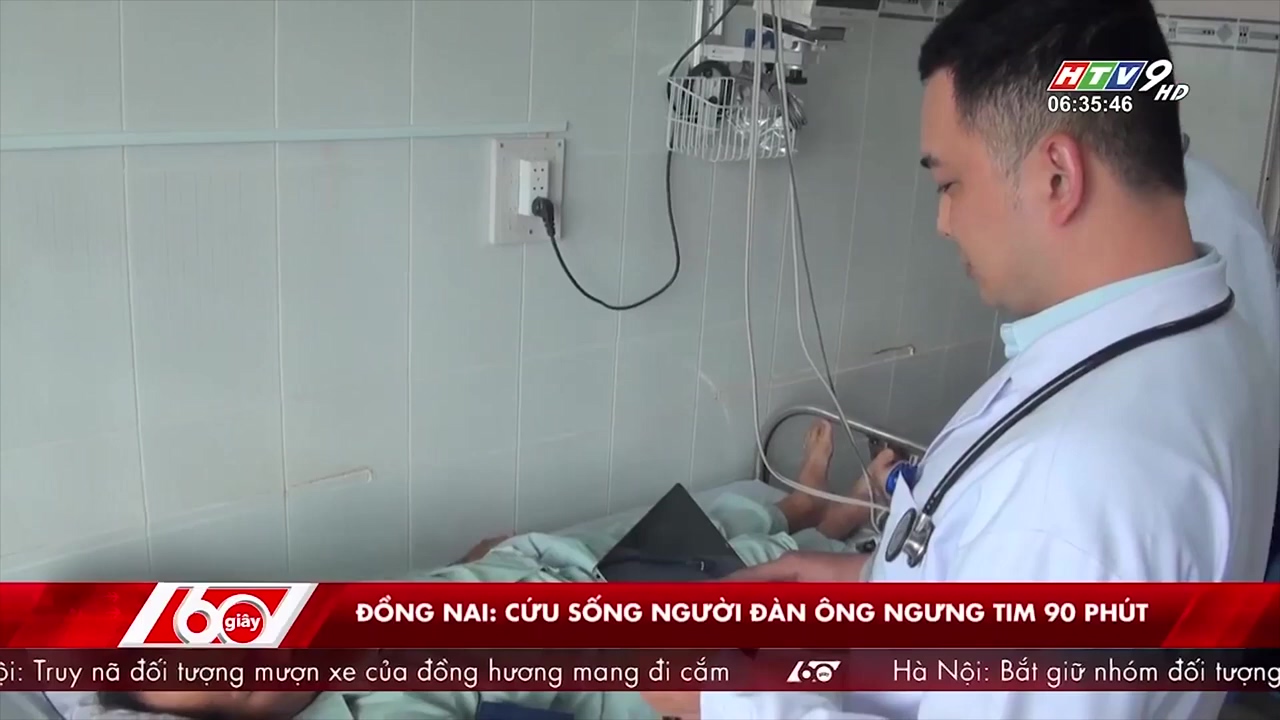 HTV9 HD
06:35:46
60 giây
ĐỒNG NAI: CỨU SỐNG NGƯỜI ĐÀN ÔNG NGƯNG TIM 90 PHÚT
ội: Truy nã đối tượng mượn xe của đồng hương mang đi cắm 60 giây Hà Nội: Bắt giữ nhóm đối tượng